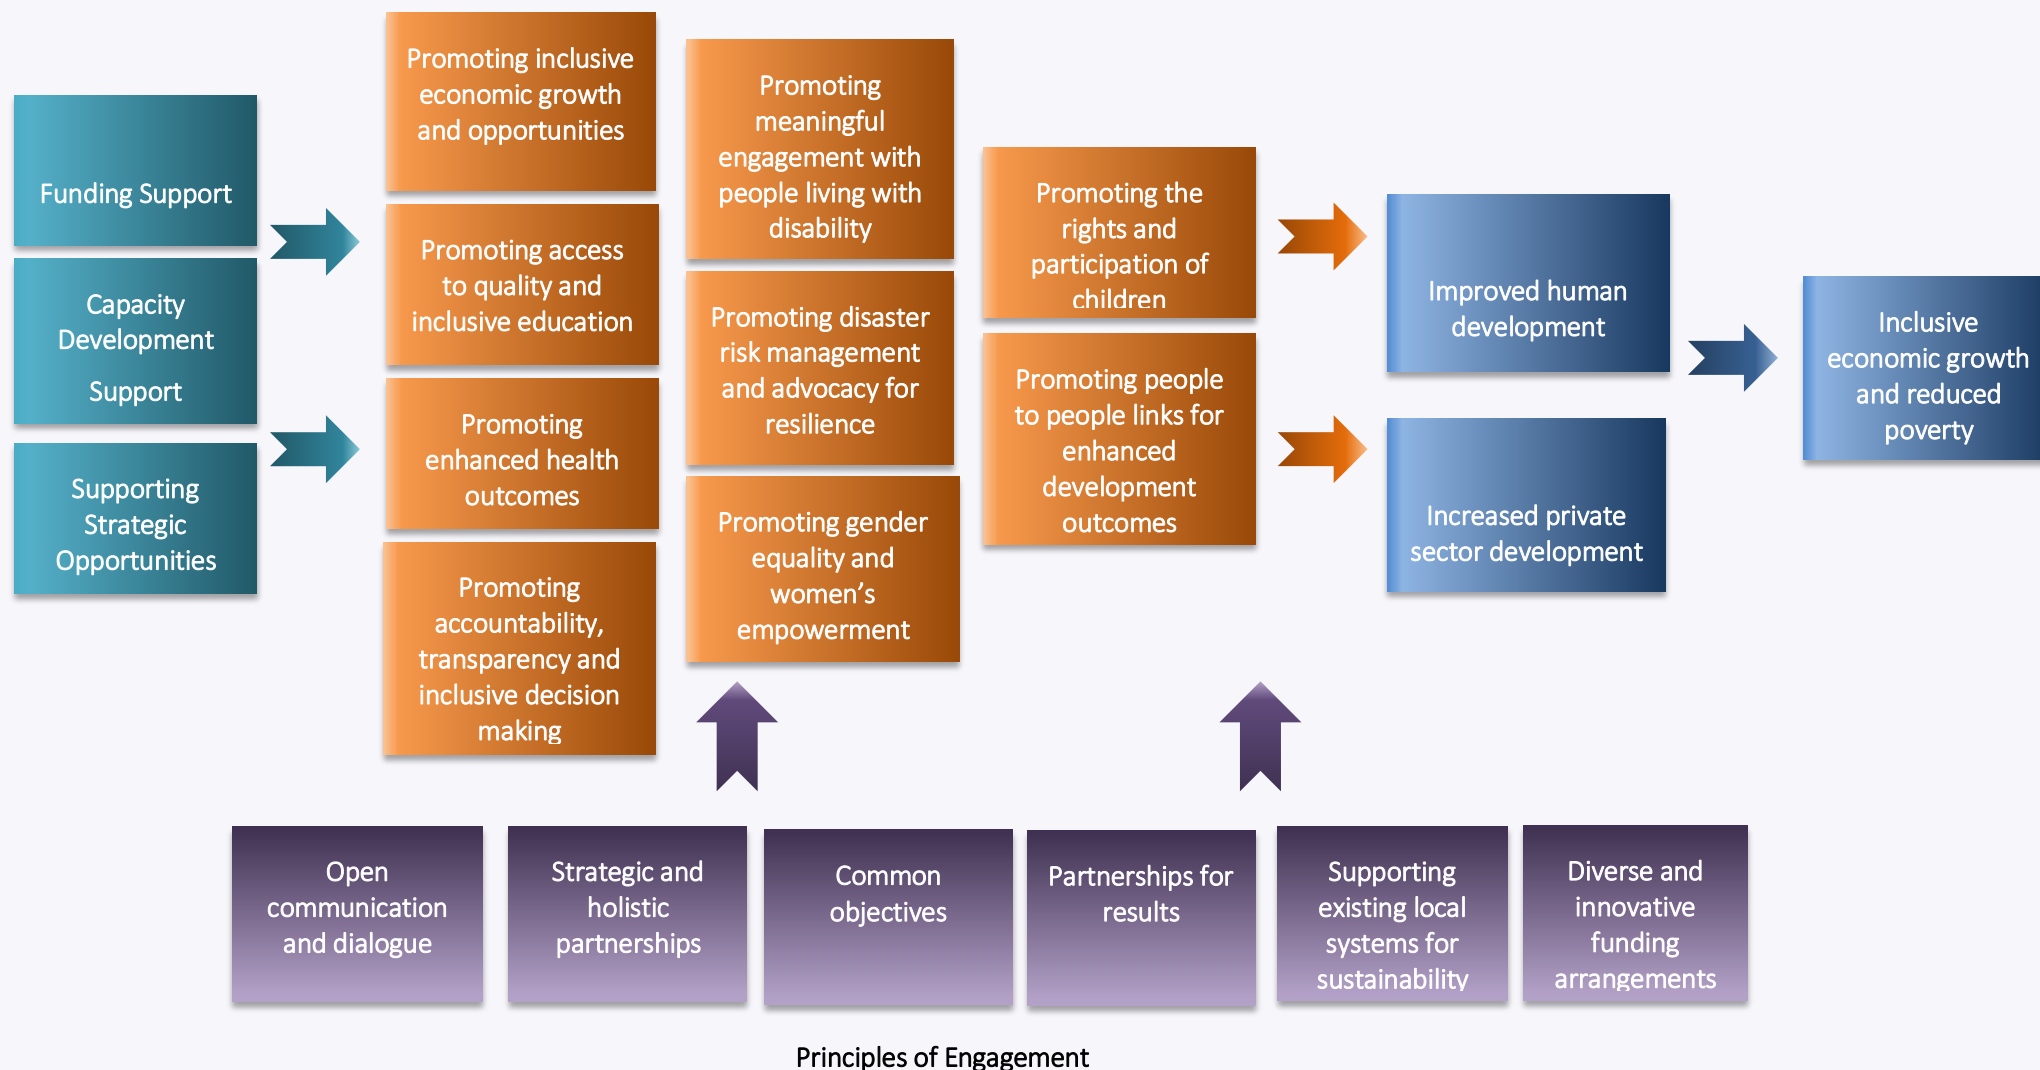 Funding Support
Capacity
Development
Support
Supporting
Strategic
Opportunities
Promoting inclusive
economic growth
and opportunities
Promoting access
to quality and
inclusive education
Promoting
enhanced health
outcomes
Promoting
accountability,
transparency and
inclusive decision
making
Promoting
meaningful
engagement with
people living with
disability
Promoting disaster
risk management
and advocacy for
resilience
Promoting gender
equality and
women’s
empowerment
Promoting the
rights and
participation of
children
Promoting people
to people links for
enhanced
development
outcomes
Improved human
development
Increased private
sector development
Inclusive
economic growth
and reduced
poverty
Open
communication
and dialogue
Strategic and
holistic
partnerships
Common
objectives
Partnerships for
results
Supporting
existing local
systems for
sustainability
Diverse and
innovative
funding
arrangements
Principles of Engagement